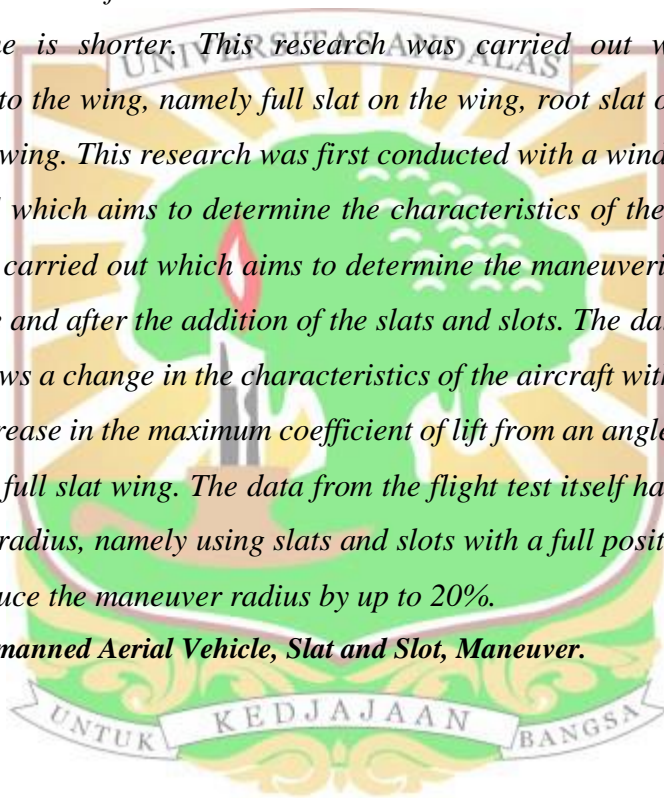 ne is shorter. This research was carried out w
UNIVERSITAS ANDALAS
to the wing, namely full slat on the wing, root slat o
wing. This research was first conducted with a wind
which aims to determine the characteristics of the
carried out which aims to determine the maneuveri
and after the addition of the slats and slots. The da
ws a change in the characteristics of the aircraft with
rease in the maximum coefficient of lift from an angle
full slat wing. The data from the flight test itself ha
radius, namely using slats and slots with a full posit
uce the maneuver radius by up to 20%.
manned Aerial Vehicle, Slat and Slot, Maneuver.
UNTUK KEDJAJAAN BANGSA